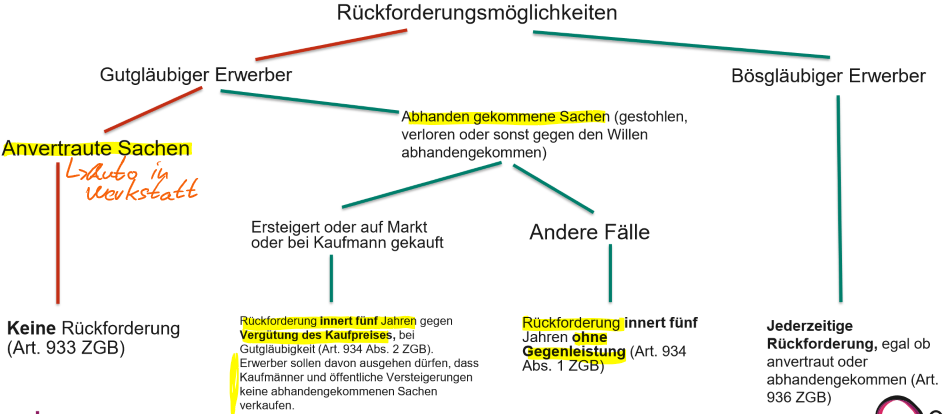 Rückforderungsmöglichkeiten
Gutgläubiger Erwerber
Bösgläubiger Erwerber
Abhanden gekommene Sachen (gestohlen,
verloren oder sonst gegen den Willen
abhandengekommen)
Anvertraute Sachen
Auto in
Werkstatt
Ersteigert oder auf Markt
oder bei Kaufmann gekauft
Andere Fälle
Keine Rückforderung
(Art. 933 ZGB)
Rückforderung innert fünf Jahren gegen
Vergütung des Kaufpreises, bei
Gutgläubigkeit (Art. 934 Abs. 2 ZGB).
Erwerber sollen davon ausgehen dürfen, dass
Kaufmänner und öffentliche Versteigerungen
keine abhandengekommenen Sachen
verkaufen.
Rückforderung innert fünf
Jahren ohne
Gegenleistung (Art. 934
Abs. 1 ZGB)
Jederzeitige
Rückforderung, egal ob
anvertraut oder
abhandengekommen (Art.
936 ZGB)